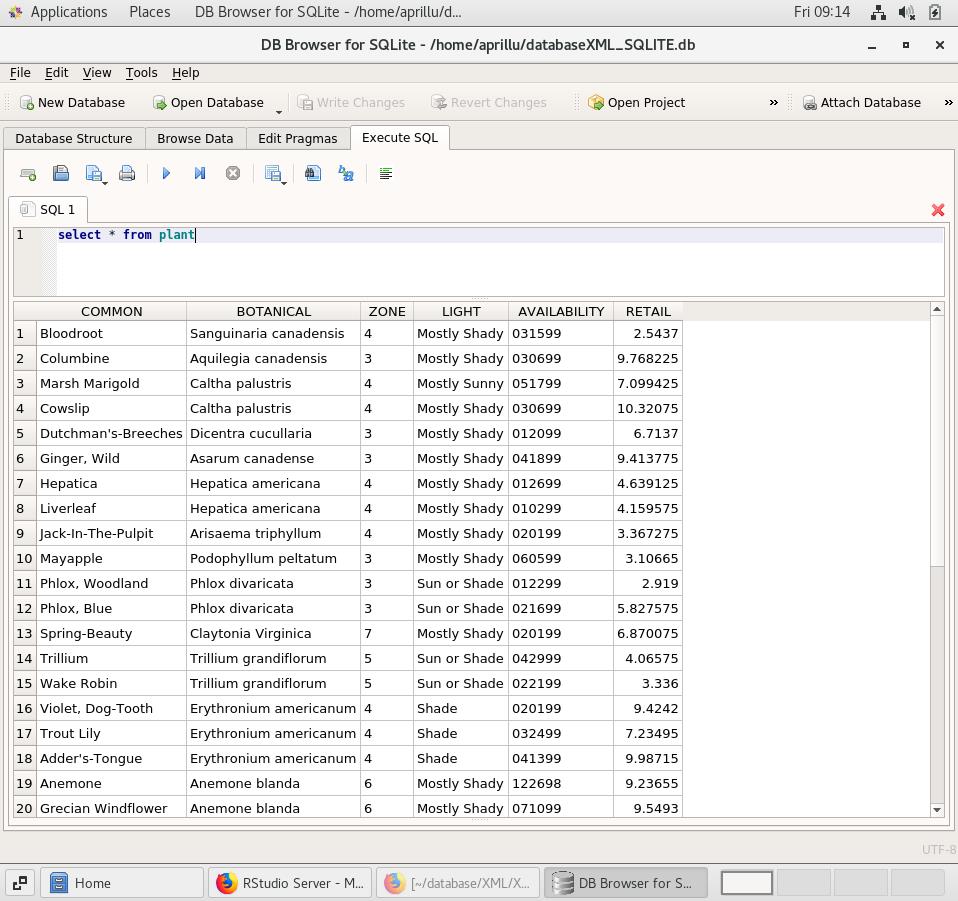 Applications Places DB Browser for SQLite - /home/aprillu/d... Fri 09:14
DB Browser for SQLite - /home/aprillu/databaseXML_SQLITE.db
File Edit View Tools Help
New Database Open Database Write Changes Revert Changes Open Project » Attach Database »
Database Structure Browse Data Edit Pragmas Execute SQL
SQL 1
1 select * from plant
COMMON BOTANICAL ZONE LIGHT AVAILABILITY RETAIL
1 Bloodroot Sanguinaria canadensis 4 Mostly Shady 031599 2.5437
2 Columbine Aquilegia canadensis 3 Mostly Shady 030699 9.768225
3 Marsh Marigold Caltha palustris 4 Mostly Sunny 051799 7.099425
4 Cowslip Caltha palustris 4 Mostly Shady 030699 10.32075
5 Dutchman's-Breeches Dicentra cucullaria 3 Mostly Shady 012099 6.7137
6 Ginger, Wild Asarum canadense 3 Mostly Shady 041899 9.413775
7 Hepatica Hepatica americana 4 Mostly Shady 012699 4.639125
8 Liverleaf Hepatica americana 4 Mostly Shady 010299 4.159575
9 Jack-In-The-Pulpit Arisaema triphyllum 4 Mostly Shady 020199 3.367275
10 Mayapple Podophyllum peltatum 3 Mostly Shady 060599 3.10665
11 Phlox, Woodland Phlox divaricata 3 Sun or Shade 012299 2.919
12 Phlox, Blue Phlox divaricata 3 Sun or Shade 021699 5.827575
13 Spring-Beauty Claytonia Virginica 7 Mostly Shady 020199 6.870075
14 Trillium Trillium grandiflorum 5 Sun or Shade 042999 4.06575
15 Wake Robin Trillium grandiflorum 5 Sun or Shade 022199 3.336
16 Violet, Dog-Tooth Erythronium americanum 4 Shade 020199 9.4242
17 Trout Lily Erythronium americanum 4 Shade 032499 7.23495
18 Adder's-Tongue Erythronium americanum 4 Shade 041399 9.98715
19 Anemone Anemone blanda 6 Mostly Shady 122698 9.23655
20 Grecian Windflower Anemone blanda 6 Mostly Shady 071099 9.5493
UTF-8
Home RStudio Server - M... [~/database/XML/X... DB Browser for S...